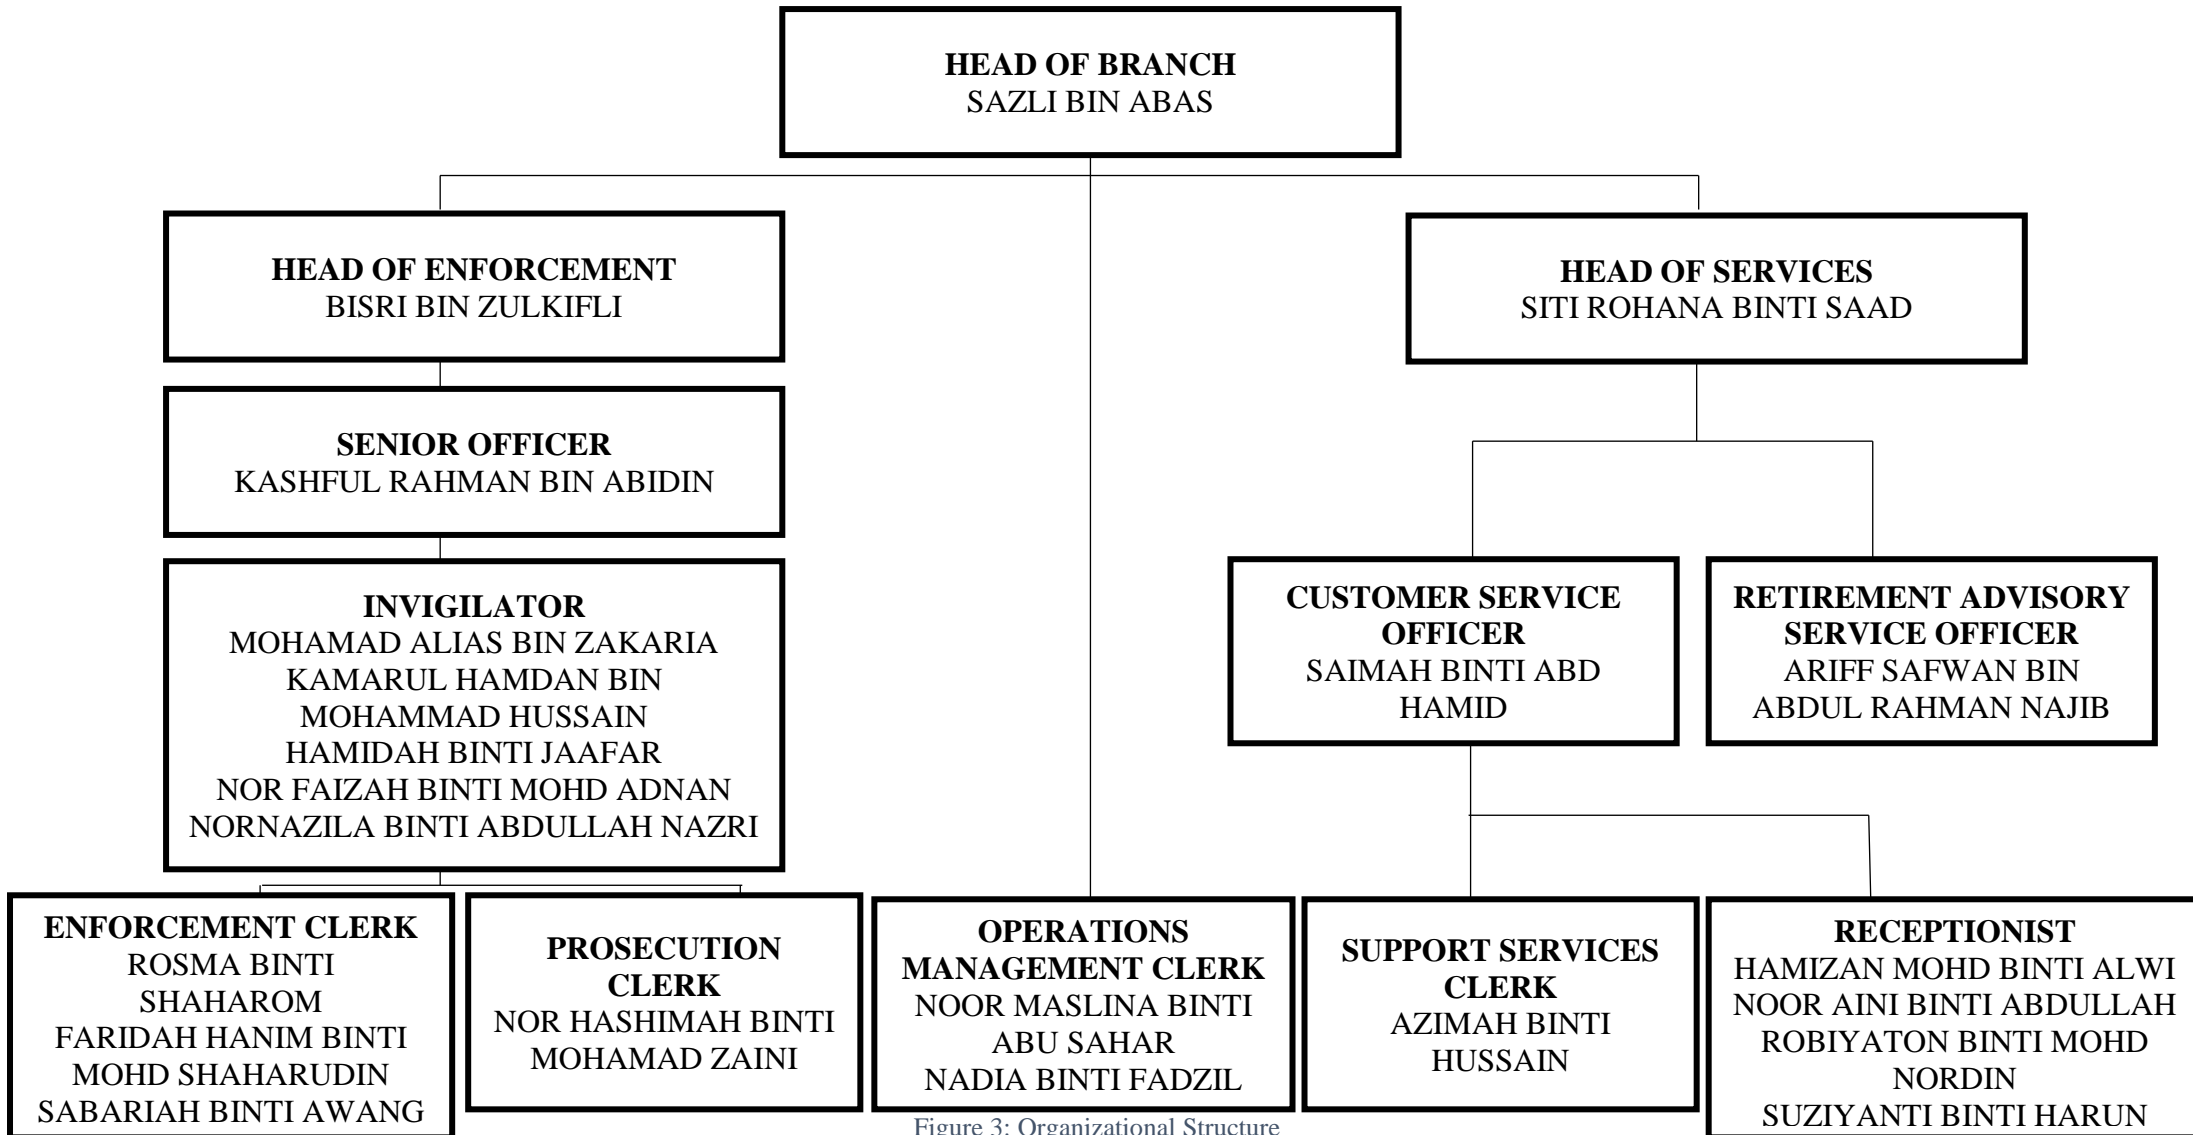 HEAD OF BRANCH
SAZLI BIN ABAS
HEAD OF ENFORCEMENT
BISRI BIN ZULKIFLI
HEAD OF SERVICES
SITI ROHANA BINTI SAAD
SENIOR OFFICER
KASHFUL RAHMAN BIN ABIDIN
INVIGILATOR
MOHAMAD ALIAS BIN ZAKARIA
KAMARUL HAMDAN BIN
MOHAMMAD HUSSAIN
HAMIDAH BINTI JAAFAR
NOR FAIZAH BINTI MOHD ADNAN
NORNAZILA BINTI ABDULLAH NAZRI
CUSTOMER SERVICE
OFFICER
SAIMAH BINTI ABD
HAMID
RETIREMENT ADVISORY
SERVICE OFFICER
ARIFF SAFWAN BIN
ABDUL RAHMAN NAJIB
ENFORCEMENT CLERK
ROSMA BINTI
SHAHAROM
FARIDAH HANIM BINTI
MOHD SHAHARUDIN
SABARIAH BINTI AWANG
PROSECUTION
CLERK
NOR HASHIMAH BINTI
MOHAMAD ZAINI
OPERATIONS
MANAGEMENT CLERK
NOOR MASLINA BINTI
ABU SAHAR
NADIA BINTI FADZIL
SUPPORT SERVICES
CLERK
AZIMAH BINTI
HUSSAIN
RECEPTIONIST
HAMIZAN MOHD BINTI ALWI
NOOR AINI BINTI ABDULLAH
ROBIYATON BINTI MOHD
NORDIN
SUZIYANTI BINTI HARUN
Figure 3: Organizational Structure